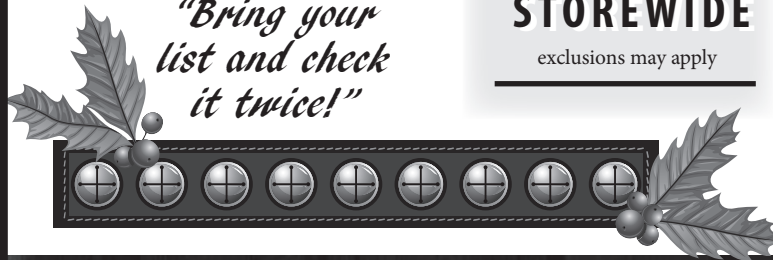 “Bring your
list and check
it twice!”
STOREWIDE
exclusions may apply